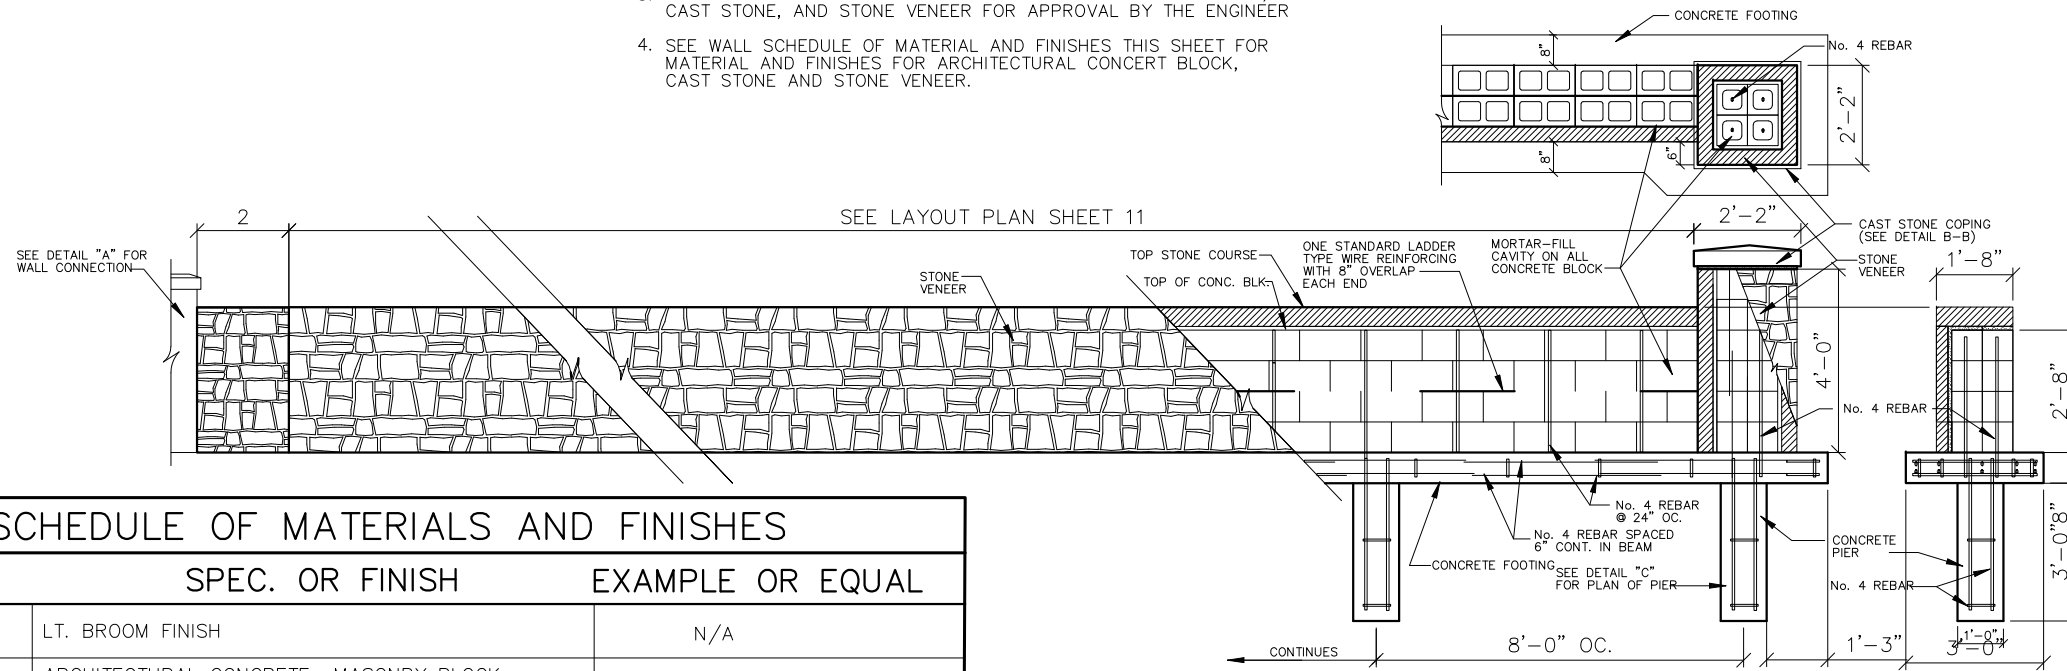 CAST STONE, AND STONE VENEER FOR APPROVAL BY THE ENGINEER
4. SEE WALL SCHEDULE OF MATERIAL AND FINISHES THIS SHEET FOR
MATERIAL AND FINISHES FOR ARCHITECTURAL CONCERT BLOCK,
CAST STONE AND STONE VENEER.
CONCRETE FOOTING
No. 4 REBAR
8"
8"
6"
2'-2"
2
SEE LAYOUT PLAN SHEET 11
2'-2"
SEE DETAIL "A" FOR
WALL CONNECTION
STONE
VENEER
TOP STONE COURSE
TOP OF CONC. BLK
ONE STANDARD LADDER
TYPE WIRE REINFORCING
WITH 8" OVERLAP
EACH END
MORTAR-FILL
CAVITY ON ALL
CONCRETE BLOCK
CAST STONE COPING
(SEE DETAIL B-B)
STONE
VENEER
1'-8"
4'-0"
2'-8"
No. 4 REBAR
No. 4 REBAR
@ 24" OC.
No. 4 REBAR SPACED
6" CONT. IN BEAM
CONCRETE FOOTING
SEE DETAIL "C"
FOR PLAN OF PIER
CONCRETE
PIER
No. 4 REBAR
8"
3'-0"
1'-0"
3'-0"
1'-3"
8'-0" OC.
CONTINUES
SCHEDULE OF MATERIALS AND FINISHES
SPEC. OR FINISH
EXAMPLE OR EQUAL
LT. BROOM FINISH
N/A
ARCHITECTURAL CONCRETE MASONRY BLOCK